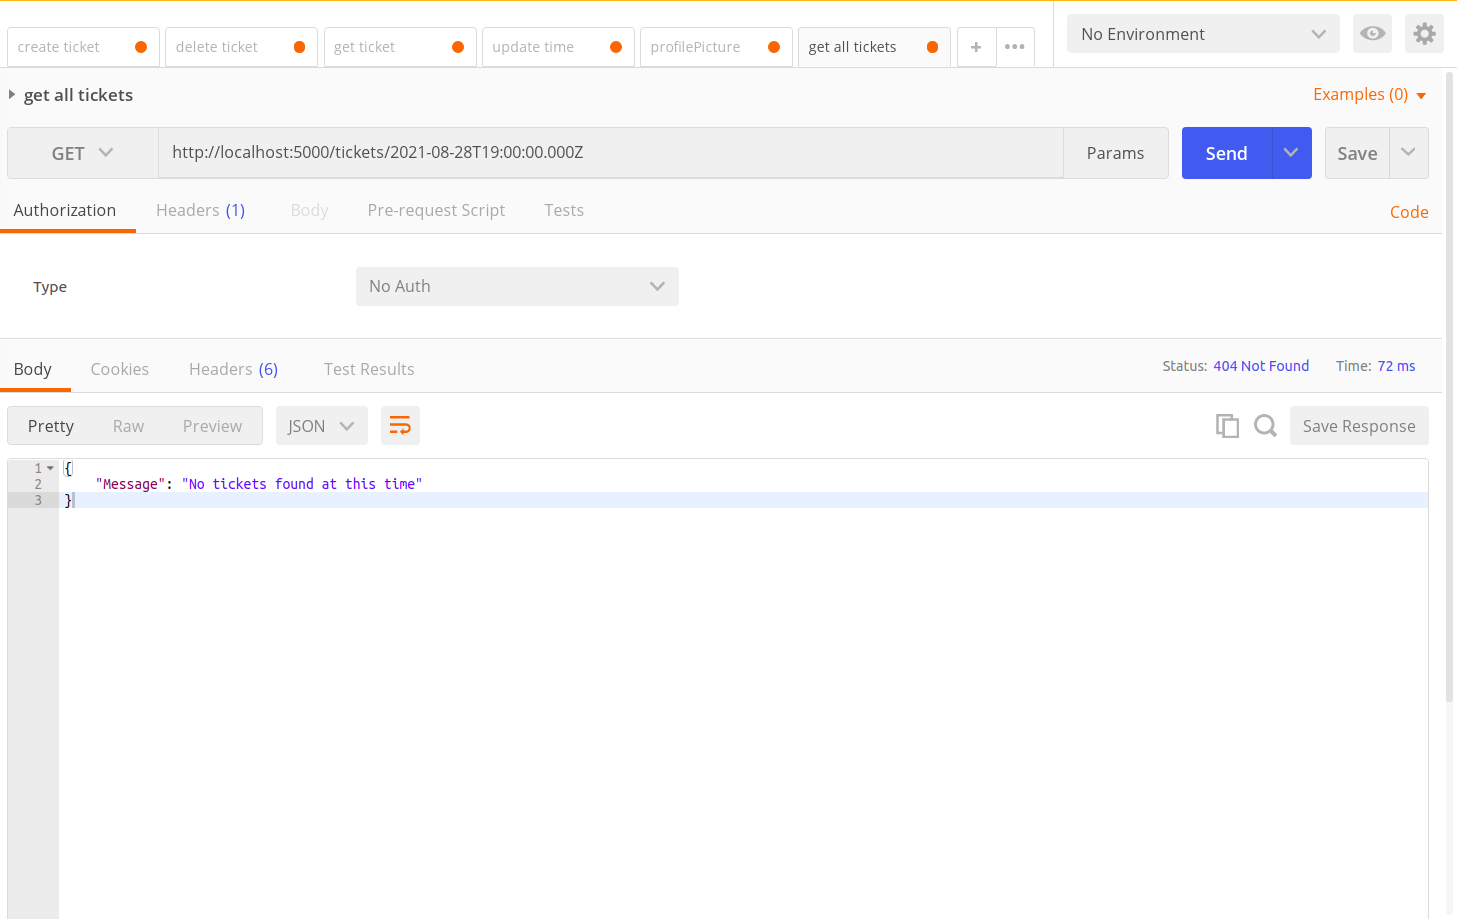 create ticket
delete ticket
get ticket
update time
profilePicture
get all tickets
+
•••
No Environment
get all tickets
Examples (0)
GET
http://localhost:5000/tickets/2021-08-28T19:00:00.000Z
Params
Send
Save
Authorization
Headers (1)
Body
Pre-request Script
Tests
Code
Type
No Auth
Body
Cookies
Headers (6)
Test Results
Status: 404 Not Found
Time: 72 ms
Pretty
Raw
Preview
JSON
Save Response
1 {
2 "Message": "No tickets found at this time"
3 }